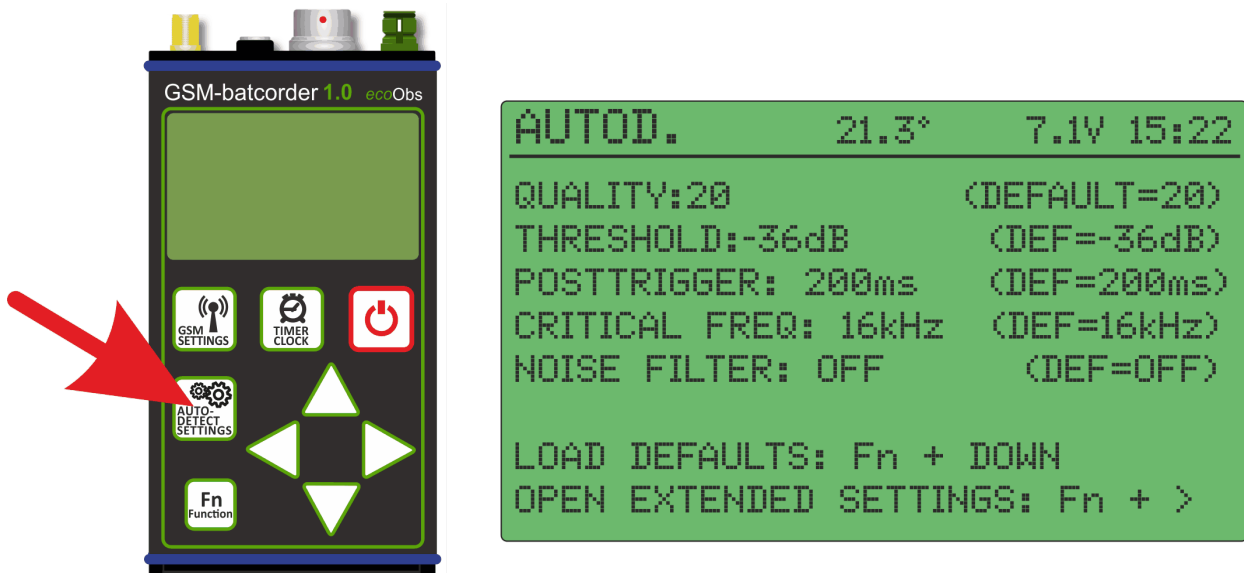 GSM-batcorder 1.0 ecoObs
GSM
SETTINGS
TIMER
CLOCK
AUTO-
DETECT
SETTINGS
Fn
Function
AUTOD. 21.3° 7.1V 15:22
QUALITY:20 (DEFAULT=20)
THRESHOLD:-36dB (DEF=-36dB)
POSTTRIGGER: 200ms (DEF=200ms)
CRITICAL FREQ: 16kHz (DEF=16kHz)
NOISE FILTER: OFF (DEF=OFF)
LOAD DEFAULTS: Fn + DOWN
OPEN EXTENDED SETTINGS: Fn + >